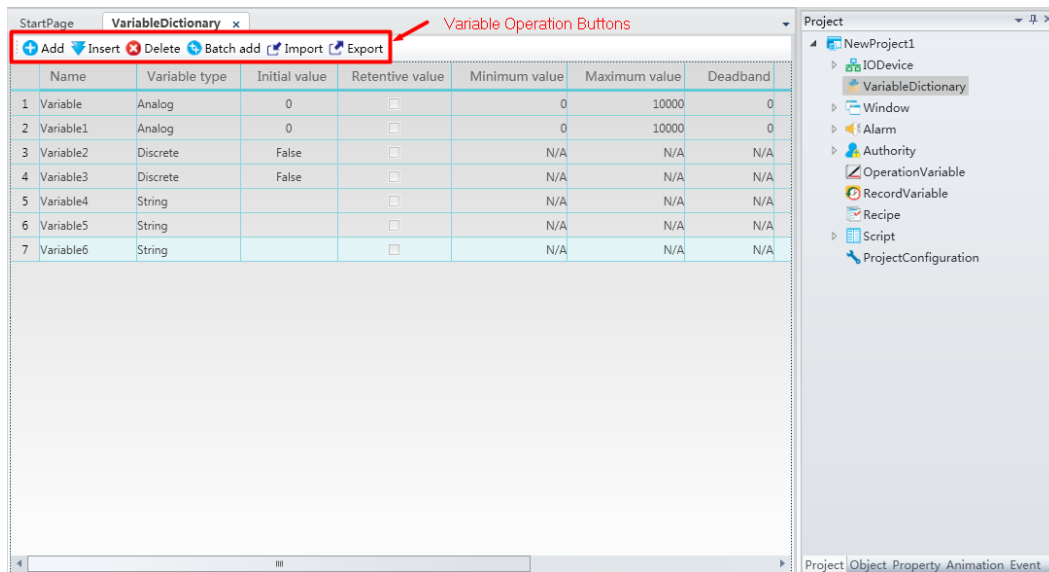 StartPage VariableDictionary x Variable Operation Buttons
Add Insert Delete Batch add Import Export
Name Variable type Initial value Retentive value Minimum value Maximum value Deadband
1 Variable Analog 0 0 10000 0
2 Variable1 Analog 0 0 10000 0
3 Variable2 Discrete False N/A N/A N/A
4 Variable3 Discrete False N/A N/A N/A
5 Variable4 String N/A N/A N/A
6 Variable5 String N/A N/A N/A
7 Variable6 String N/A N/A N/A
Project
NewProject1
IODevice
VariableDictionary
Window
Alarm
Authority
OperationVariable
RecordVariable
Recipe
Script
ProjectConfiguration
Project Object Property Animation Event